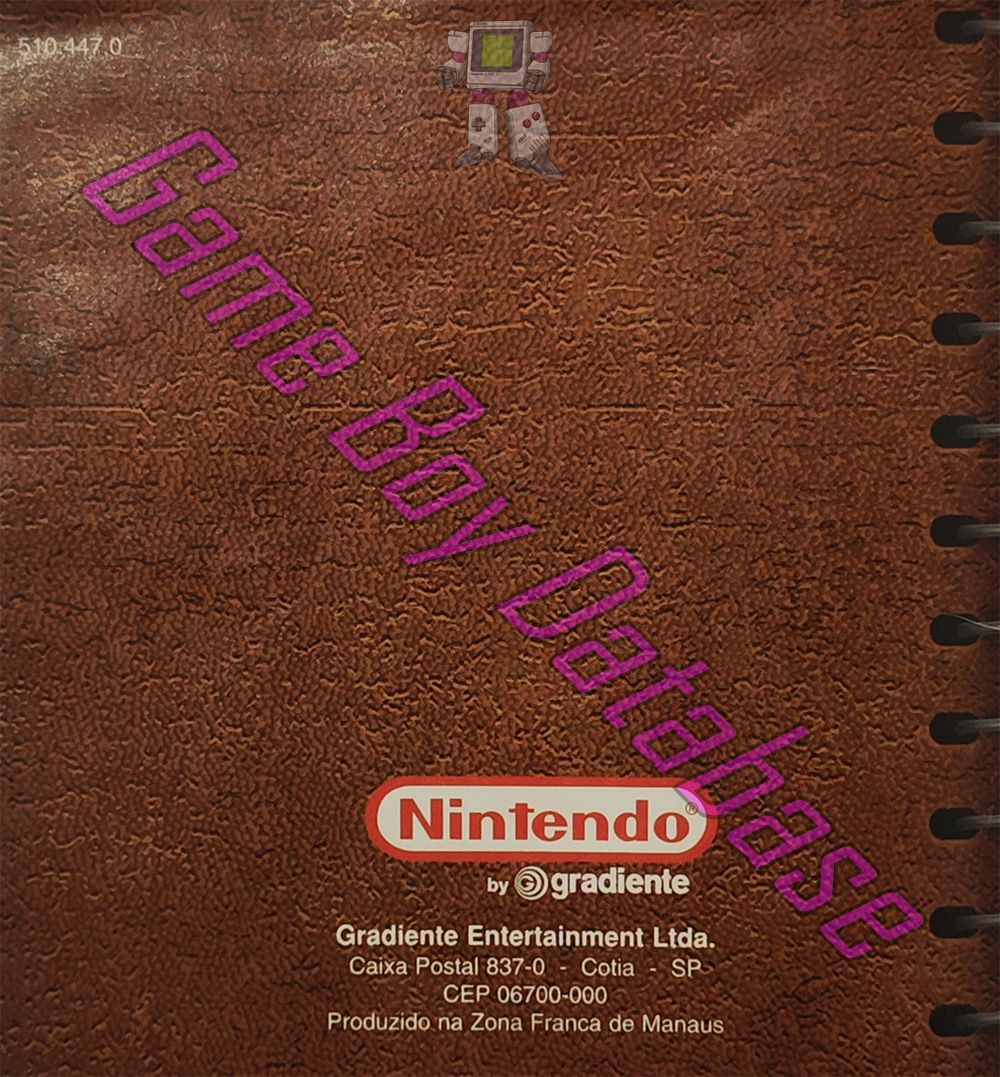 510.447.0
Game Boy Database
Nintendo®
by gradiente
Gradiente Entertainment Ltda.
Caixa Postal 837-0 - Cotia - SP
CEP 06700-000
Produzido na Zona Franca de Manaus